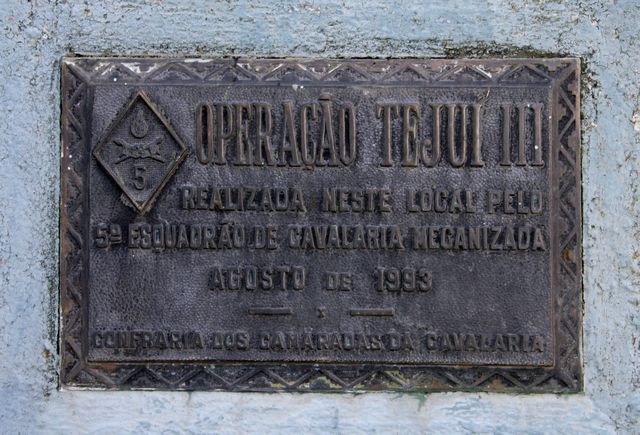 OPERAÇÃO TEJUI III
5
REALIZADA NESTE LOCAL PELO
5º ESQUADRÃO DE CAVALARIA MECANIZADA
AGOSTO DE 1993
x
CONFRARIA DOS CAMARADAS DA CAVALARIA